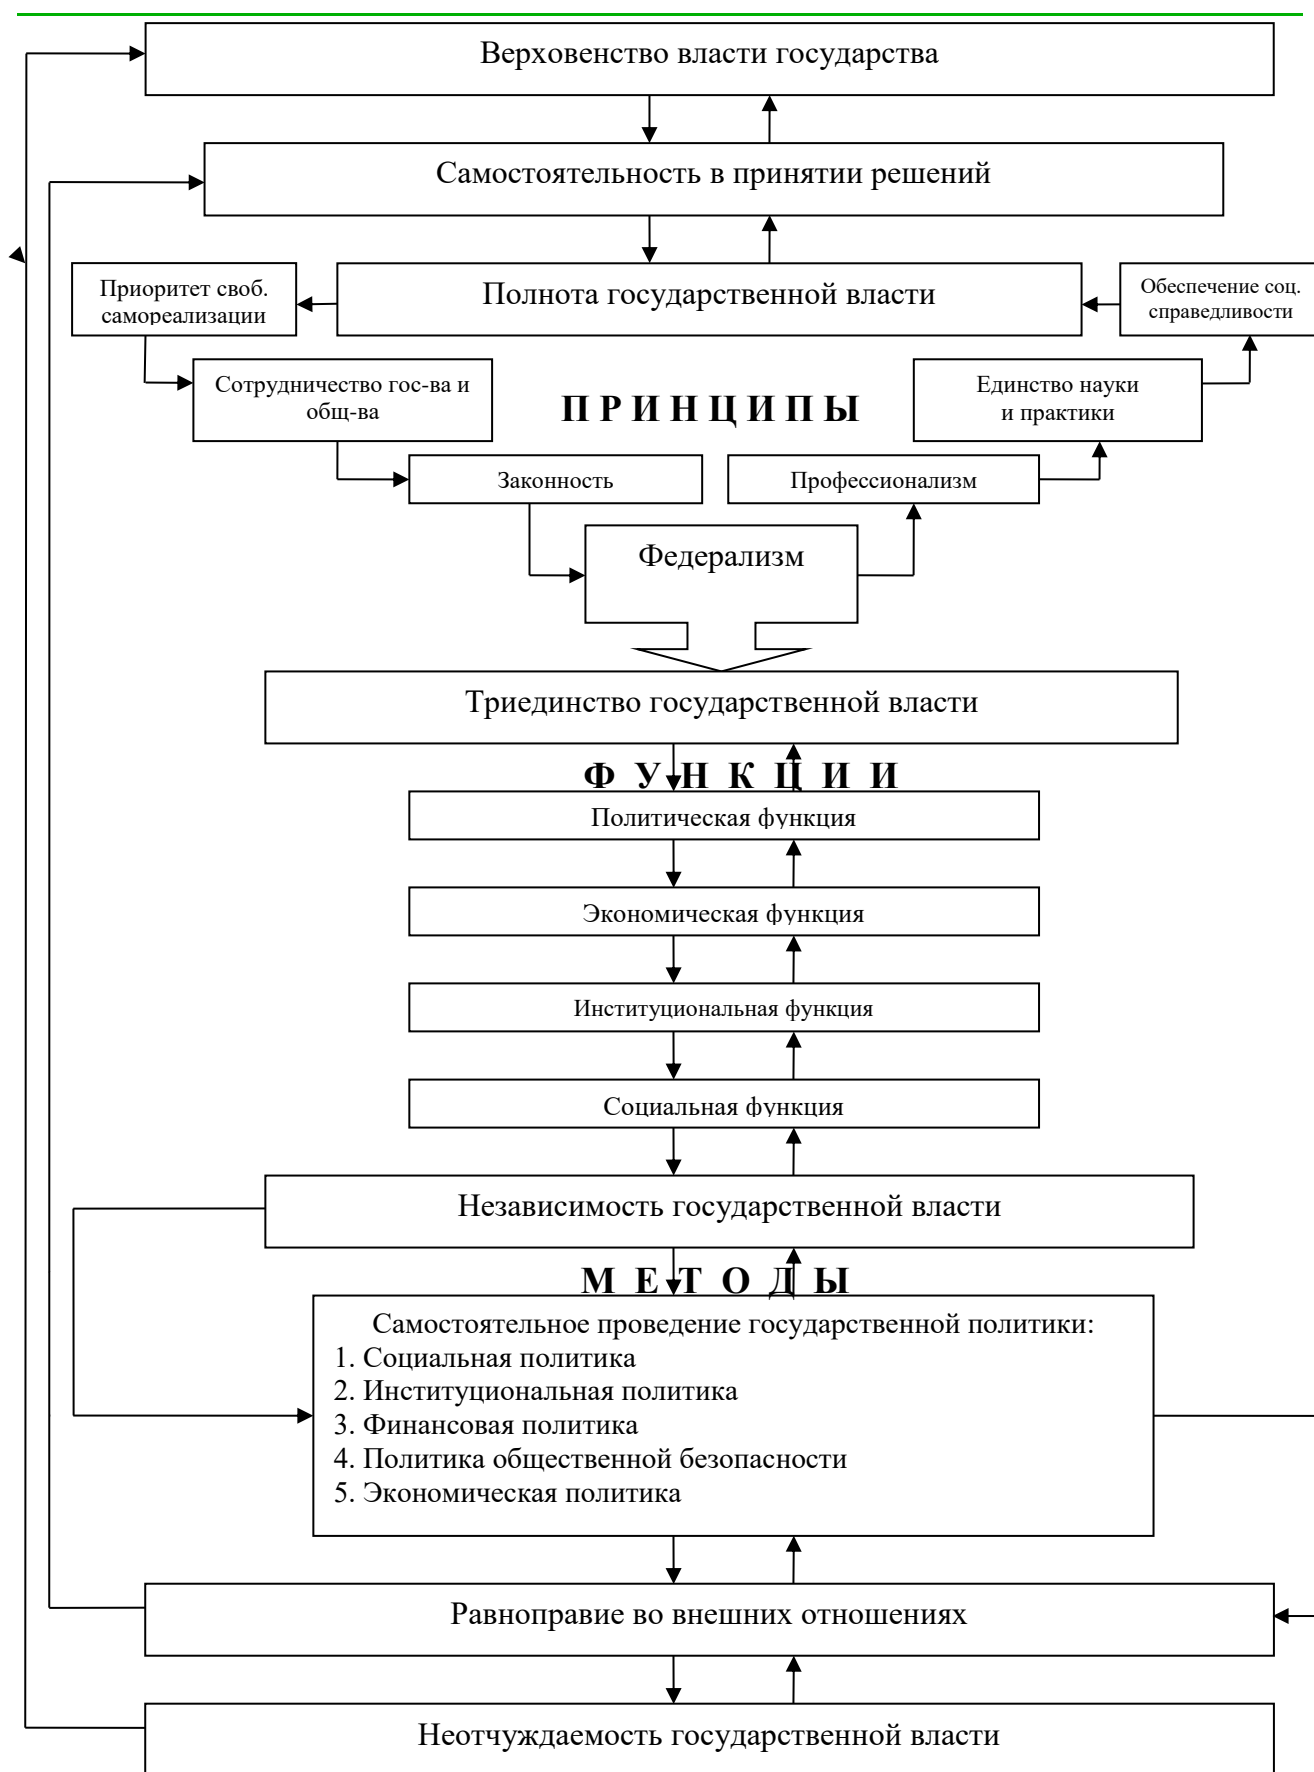 Верховенство власти государства
Самостоятельность в принятии решений
Приоритет своб.
самореализации
Полнота государственной власти
Обеспечение соц.
справедливости
Сотрудничество гос-ва и
общ-ва
П Р И Н Ц И П Ы
Единство науки
и практики
Законность
Профессионализм
Федерализм
Триединство государственной власти
Ф У Н К Ц И И
Политическая функция
Экономическая функция
Институциональная функция
Социальная функция
Независимость государственной власти
М Е Т О Д Ы
Самостоятельное проведение государственной политики:
1. Социальная политика
2. Институциональная политика
3. Финансовая политика
4. Политика общественной безопасности
5. Экономическая политика
Равноправие во внешних отношениях
Неотчуждаемость государственной власти